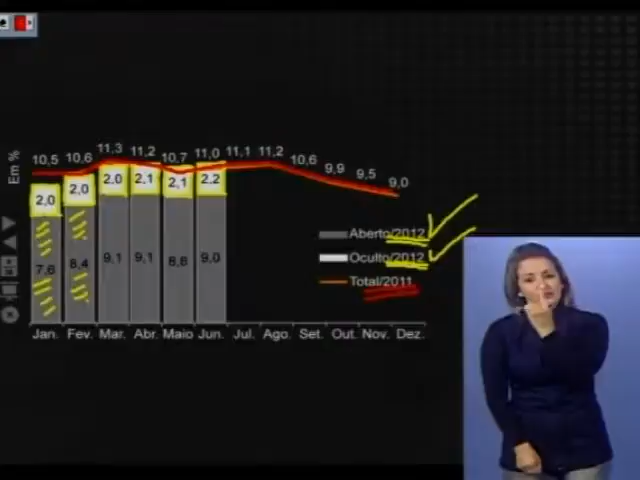 10,5 10,6 11,3 11,2 10,7 11,0 11,1 11,2 10,6 9,9 9,5 9,0
Em %
2,0 2,0 2,0 2,1 2,1 2,2
7,6 8,4 9,1 9,1 8,6 9,0
Aberto/2012
Oculto/2012
Total/2011
Jan. Fev. Mar. Abr. Maio Jun. Jul. Ago. Set. Out. Nov. Dez.